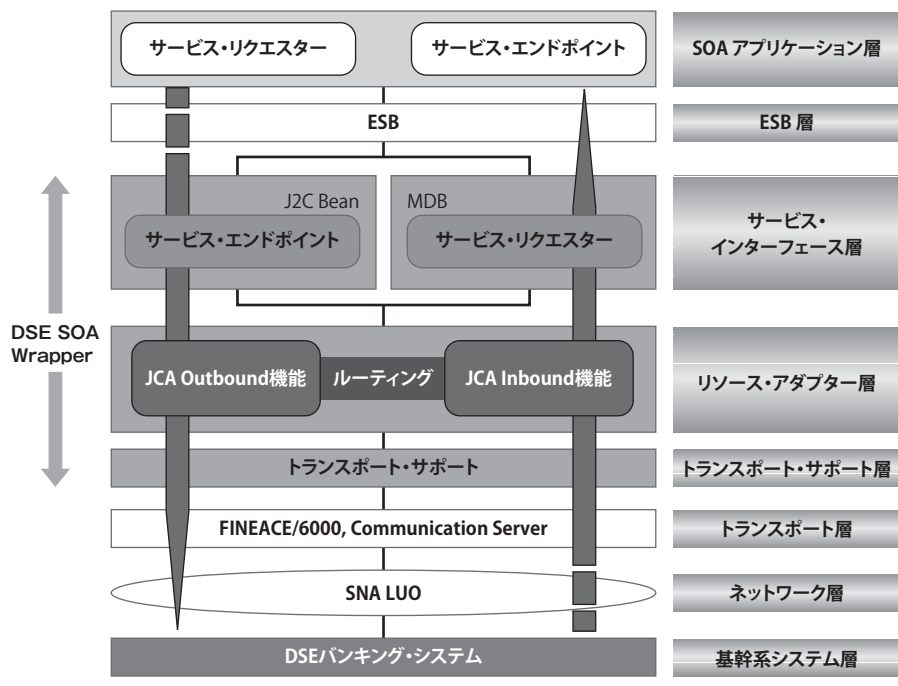 サービス・リクエスター
サービス・エンドポイント
SOA アプリケーション層
ESB
ESB 層
J2C Bean
MDB
サービス・エンドポイント
サービス・リクエスター
サービス・
インターフェース層
DSE SOA
Wrapper
JCA Outbound機能
ルーティング
JCA Inbound機能
リソース・アダプター層
トランスポート・サポート
トランスポート・サポート層
FINEACE/6000, Communication Server
トランスポート層
SNA LUO
ネットワーク層
DSEバンキング・システム
基幹系システム層